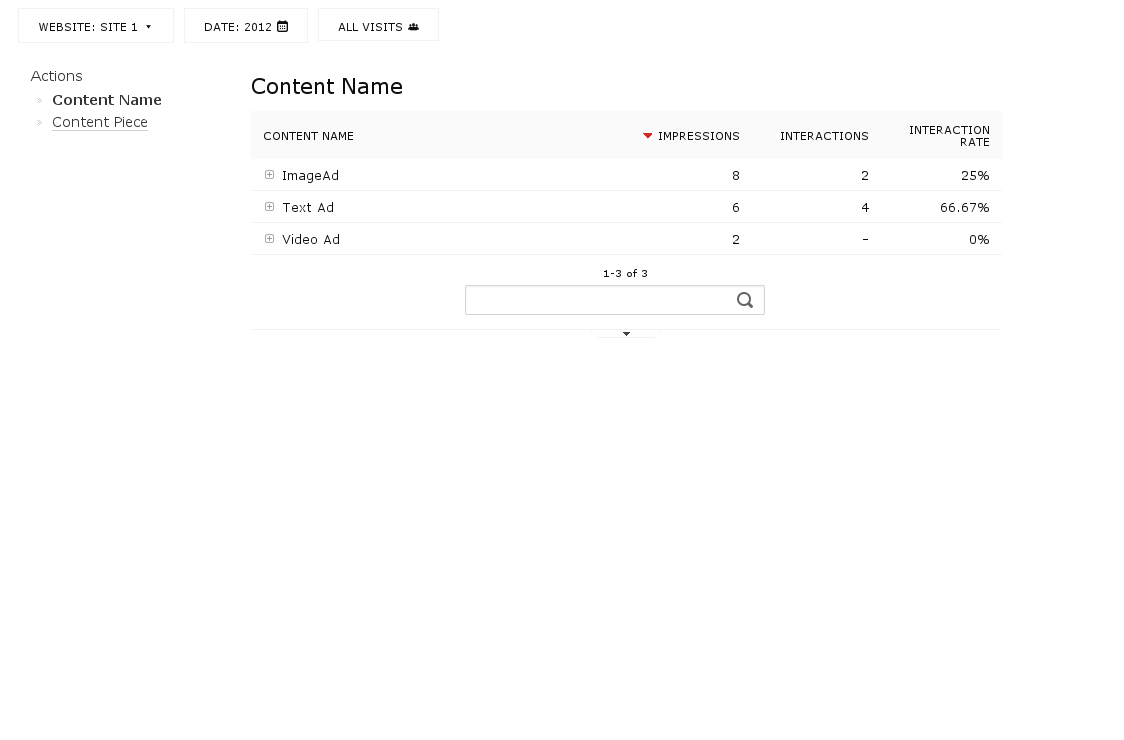 WEBSITE: SITE 1 DATE: 2012 ALL VISITS
Actions
» Content Name
» Content Piece
Content Name
CONTENT NAME IMPRESSIONS INTERACTIONS INTERACTION RATE
ImageAd 8 2 25%
Text Ad 6 4 66.67%
Video Ad 2 - 0%
1-3 of 3